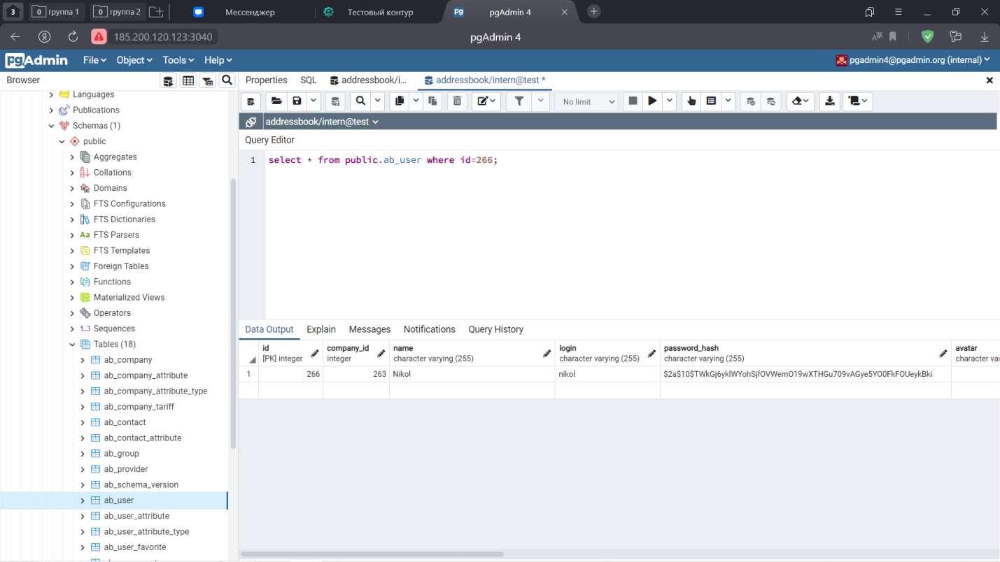 3 0 группа 1 0 группа 2 Мессенджер Тестовый контур Pg pgAdmin 4
Я 185.200.120.123:3040 pgAdmin 4
pgAdmin File Object Tools Help pgadmin4@pgadmin.org (internal)
Browser Properties SQL addressbook/i... addressbook/intern@test *
Languages
Publications
Schemas (1)
public
Aggregates
Collations
Domains
FTS Configurations
FTS Dictionaries
Aa FTS Parsers
FTS Templates
Foreign Tables
Functions
Materialized Views
Operators
1..3 Sequences
Tables (18)
ab_company
ab_company_attribute
ab_company_attribute_type
ab_company_tariff
ab_contact
ab_contact_attribute
ab_group
ab_provider
ab_schema_version
ab_user
ab_user_attribute
ab_user_attribute_type
ab_user_favorite
No limit
addressbook/intern@test
Query Editor
1 select * from public.ab_user where id=266;
Data Output Explain Messages Notifications Query History
id company_id name login password_hash avatar
[PK] integer integer character varying (255) character varying (255) character varying (255) character va
1 266 263 Nikol nikol $2a$10$TWkGj6yklWYohSjfOVWemO19wXTHGu709vAGye5YO0FkFOUeykBki